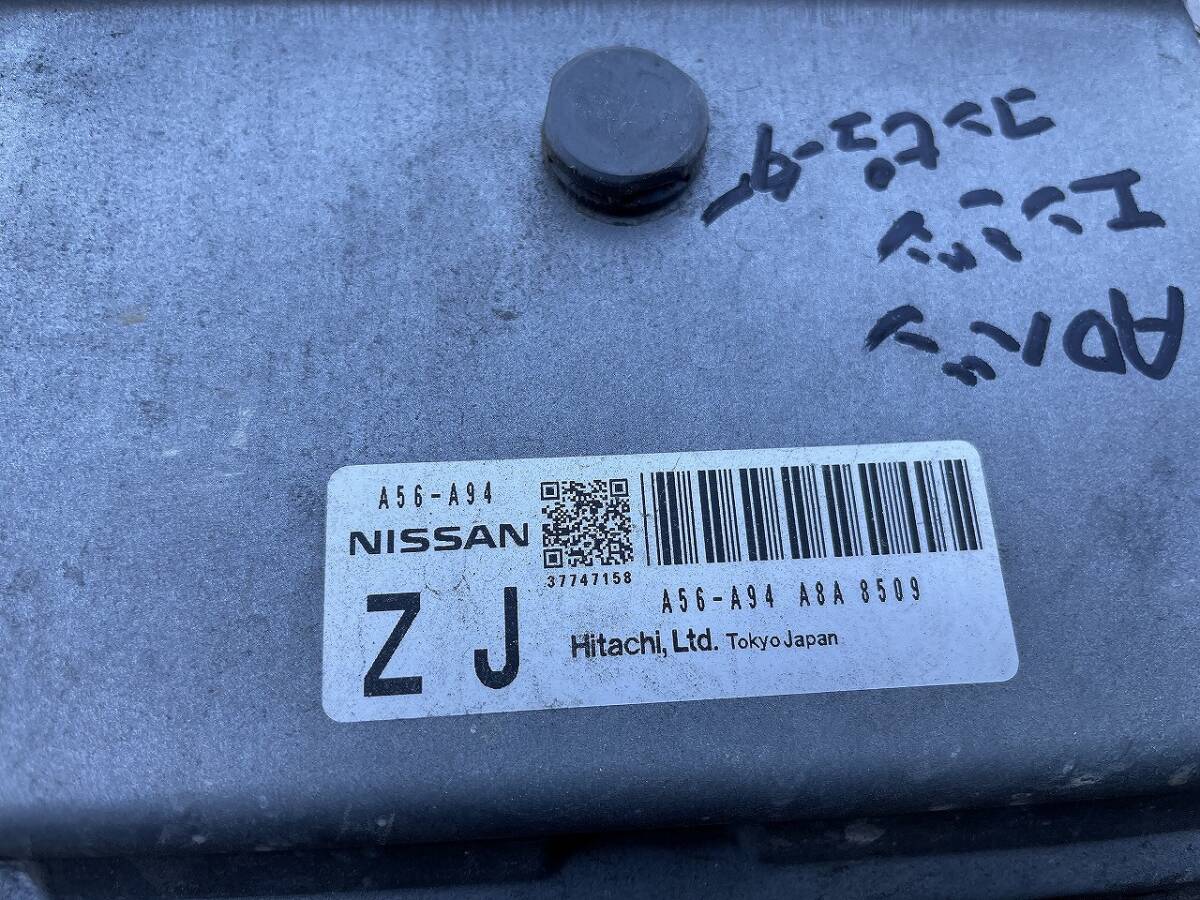 ADバン
エンジン
コンピューター
A56-A94
NISSAN
37747158
Z J
A56-A94 A8A 8509
Hitachi, Ltd. Tokyo Japan